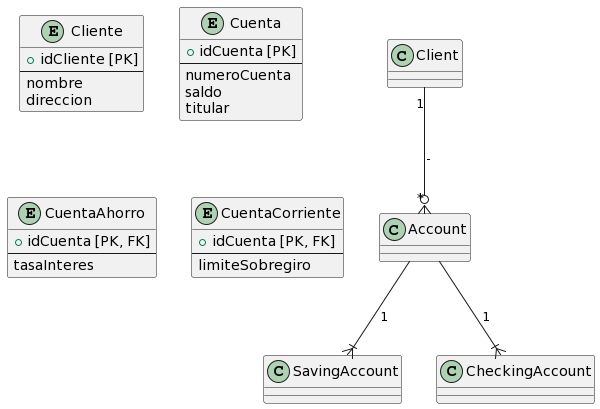 E Cliente
+ idCliente [PK]
nombre
direccion
E Cuenta
+ idCuenta [PK]
numeroCuenta
saldo
titular
C Client
1
-
*
E CuentaAhorro
+ idCuenta [PK, FK]
tasaInteres
E CuentaCorriente
+ idCuenta [PK, FK]
limiteSobregiro
C Account
1
1
C SavingAccount
C CheckingAccount